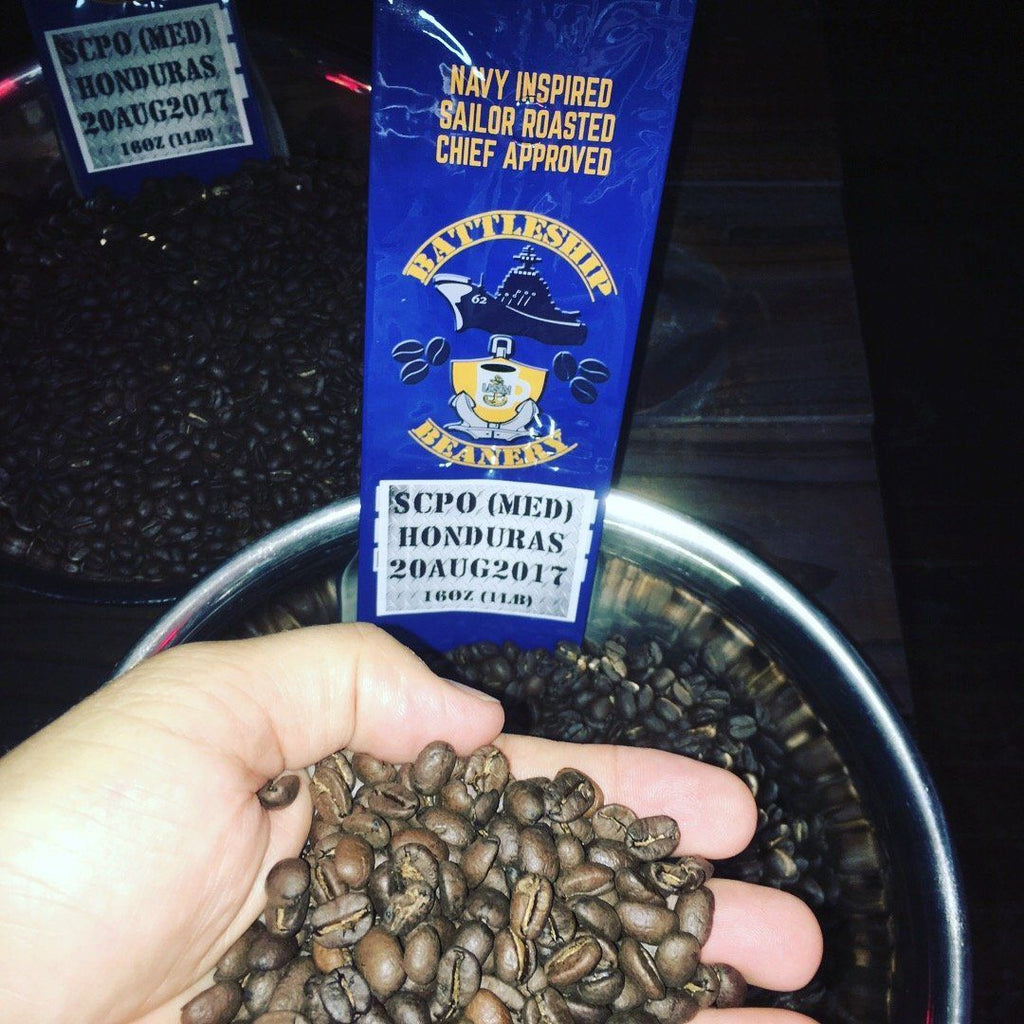 SCPO (MED)
HONDURAS
20AUG2017
16OZ (1LB)
NAVY INSPIRED
SAILOR ROASTED
CHIEF APPROVED
BATTLESHIP
62
USN
BEANERY
SCPO (MED)
HONDURAS
20AUG2017
16OZ (1LB)